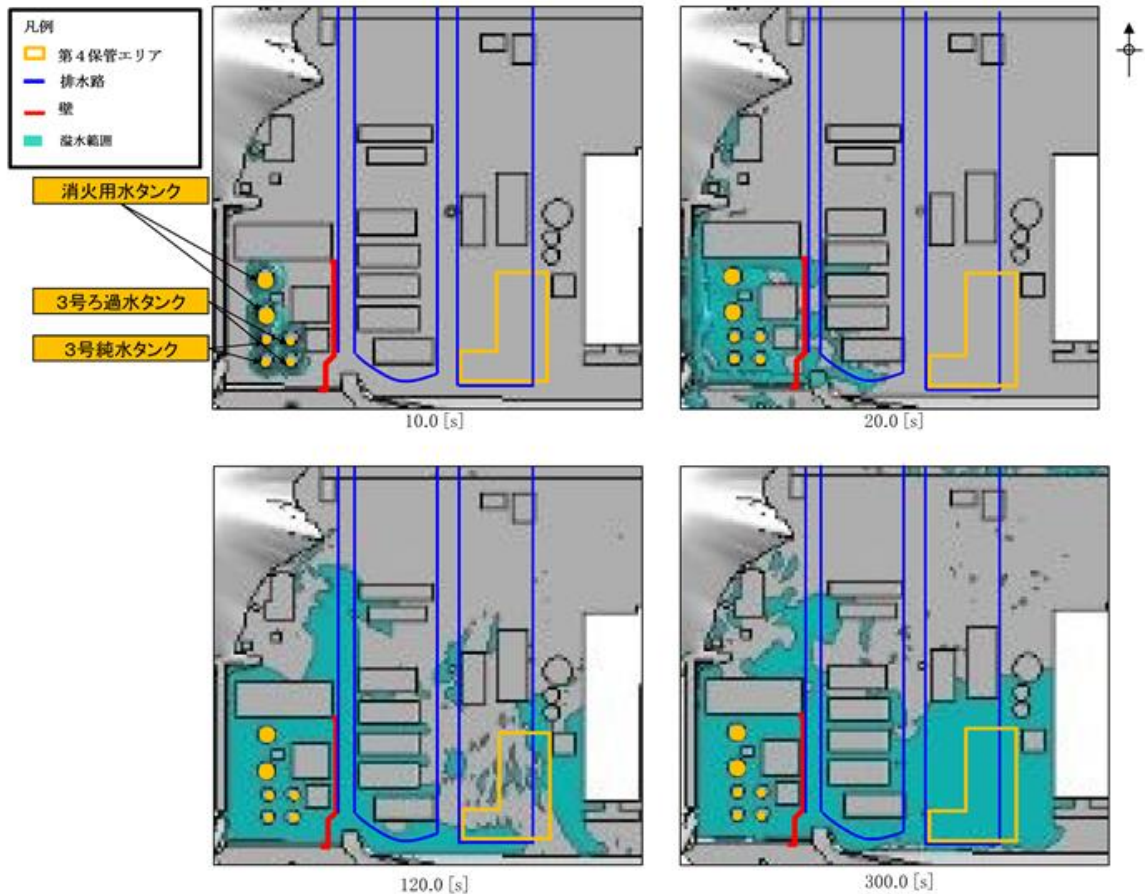 凡例
第4保管エリア
排水路
壁
溢水範囲
消火用水タンク
3号ろ過水タンク
3号純水タンク
10.0 [s]
20.0 [s]
120.0 [s]
300.0 [s]